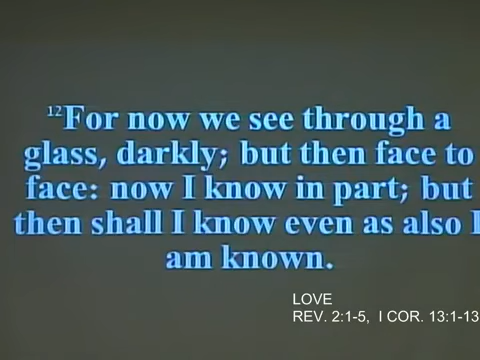 12For now we see through a
glass, darkly; but then face to
face: now I know in part; but
then shall I know even as also I
am known.
LOVE
REV. 2:1-5, I COR. 13:1-13